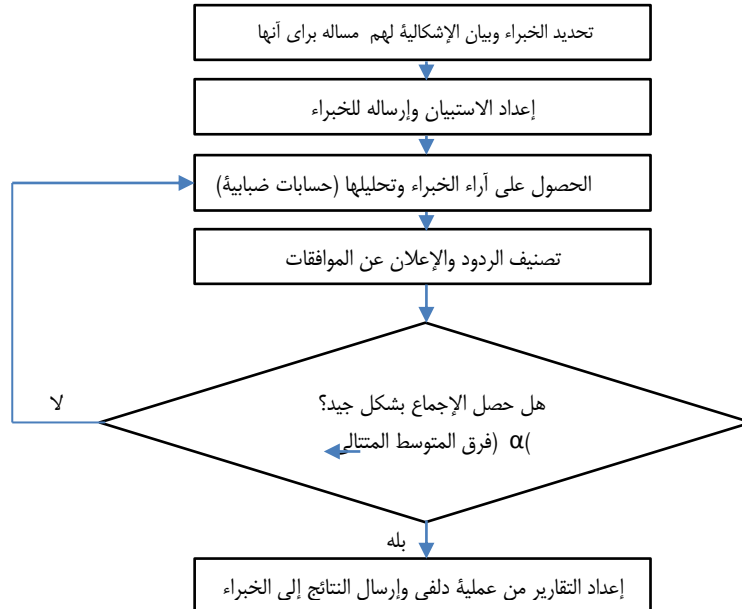 تحديد الخبراء وبيان الإشكالية لهم مساله براى آنها
إعداد الاستبيان وإرساله للخبراء
الحصول على آراء الخبراء وتحليلها (حسابات ضبابية)
تصنيف الردود والإعلان عن الموافقات
لا
هل حصل الإجماع بشكل جيد؟
)α (فرق المتوسط المتتالي
بله
إعداد التقارير من عملية دلفي وإرسال النتائج إلى الخبراء